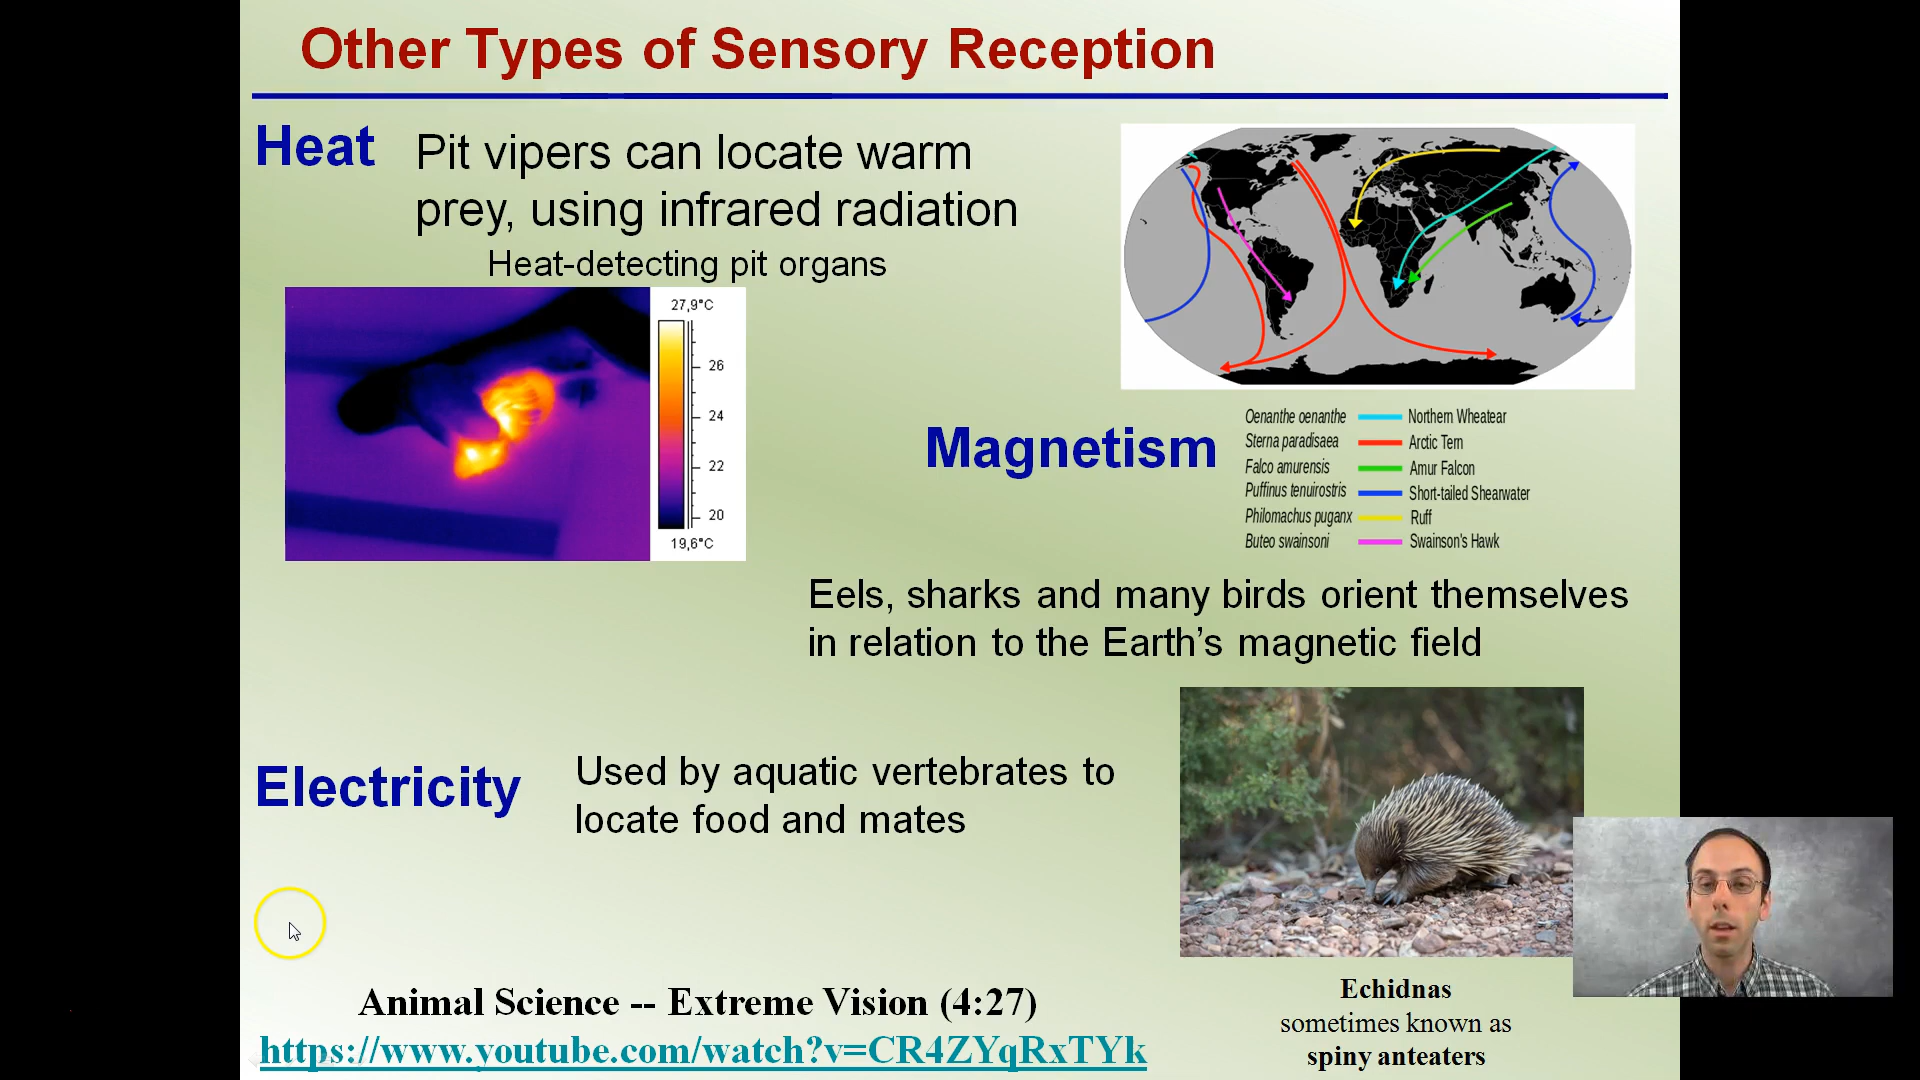 Other Types of Sensory Reception
Heat
Pit vipers can locate warm
prey, using infrared radiation
Heat-detecting pit organs
27,9°C
26
24
22
20
19,6°C
Magnetism
Oenanthe oenanthe Northern Wheatear
Sterna paradisaea Arctic Tern
Falco amurensis Amur Falcon
Puffinus tenuirostris Short-tailed Shearwater
Philomachus puganx Ruff
Buteo swainsoni Swainson's Hawk
Eels, sharks and many birds orient themselves
in relation to the Earth’s magnetic field
Electricity
Used by aquatic vertebrates to
locate food and mates
Animal Science -- Extreme Vision (4:27)
https://www.youtube.com/watch?v=CR4ZYqRxTYk
Echidnas
sometimes known as
spiny anteaters